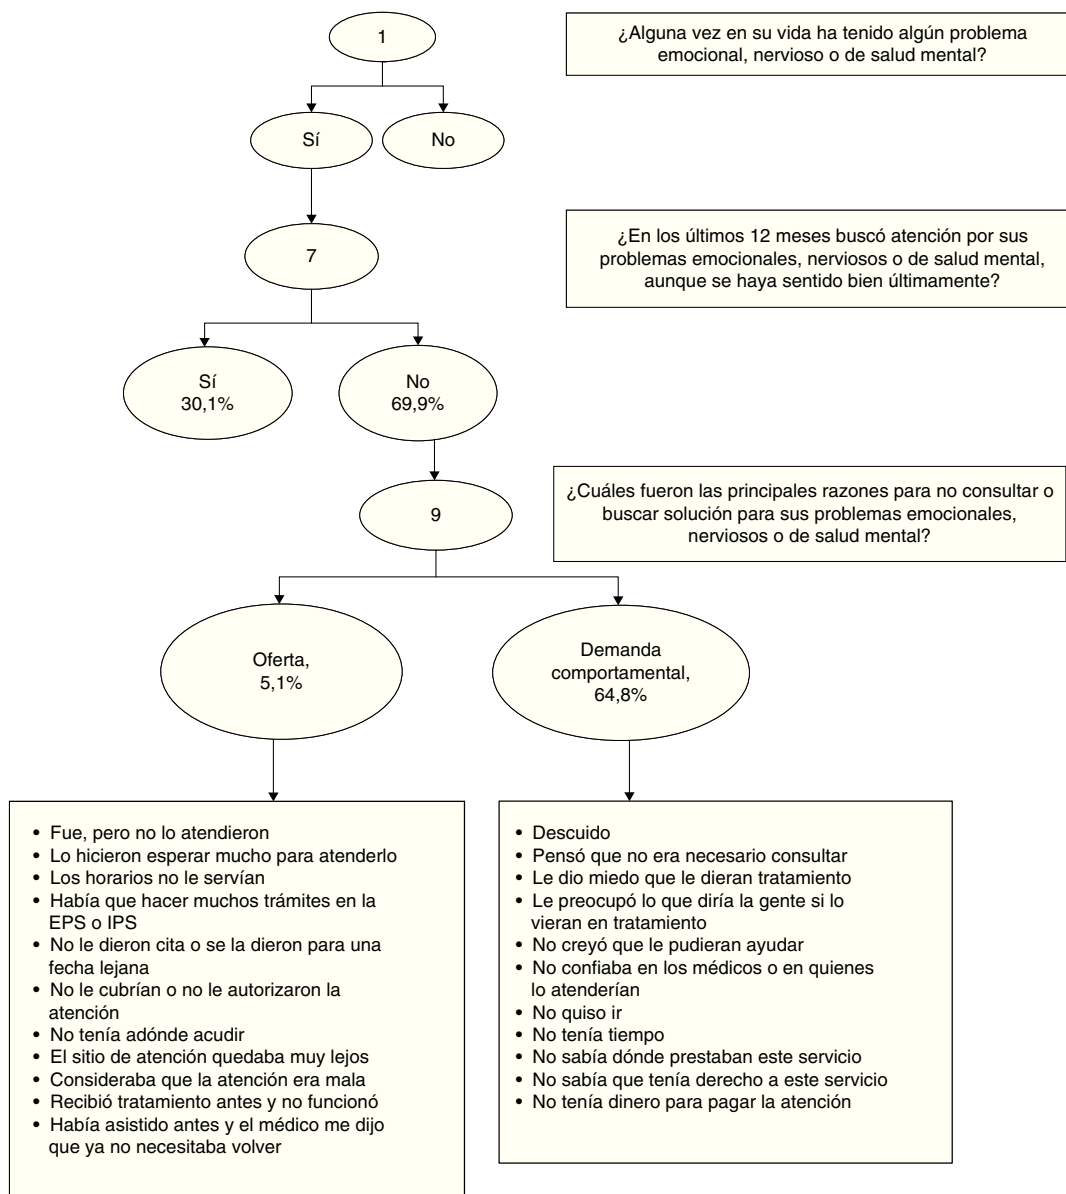 1
¿Alguna vez en su vida ha tenido algún problema
emocional, nervioso o de salud mental?
Sí
No
7
¿En los últimos 12 meses buscó atención por sus
problemas emocionales, nerviosos o de salud mental,
aunque se haya sentido bien últimamente?
Sí
30,1%
No
69,9%
9
¿Cuáles fueron las principales razones para no consultar o
buscar solución para sus problemas emocionales,
nerviosos o de salud mental?
Oferta,
5,1%
Demanda
comportamental,
64,8%
• Fue, pero no lo atendieron
• Lo hicieron esperar mucho para atenderlo
• Los horarios no le servían
• Había que hacer muchos trámites en la
EPS o IPS
• No le dieron cita o se la dieron para una
fecha lejana
• No le cubrían o no le autorizaron la
atención
• No tenía adónde acudir
• El sitio de atención quedaba muy lejos
• Consideraba que la atención era mala
• Recibió tratamiento antes y no funcionó
• Había asistido antes y el médico me dijo
que ya no necesitaba volver
• Descuido
• Pensó que no era necesario consultar
• Le dio miedo que le dieran tratamiento
• Le preocupó lo que diría la gente si lo
vieran en tratamiento
• No creyó que le pudieran ayudar
• No confiaba en los médicos o en quienes
lo atenderían
• No quiso ir
• No tenía tiempo
• No sabía dónde prestaban este servicio
• No sabía que tenía derecho a este servicio
• No tenía dinero para pagar la atención